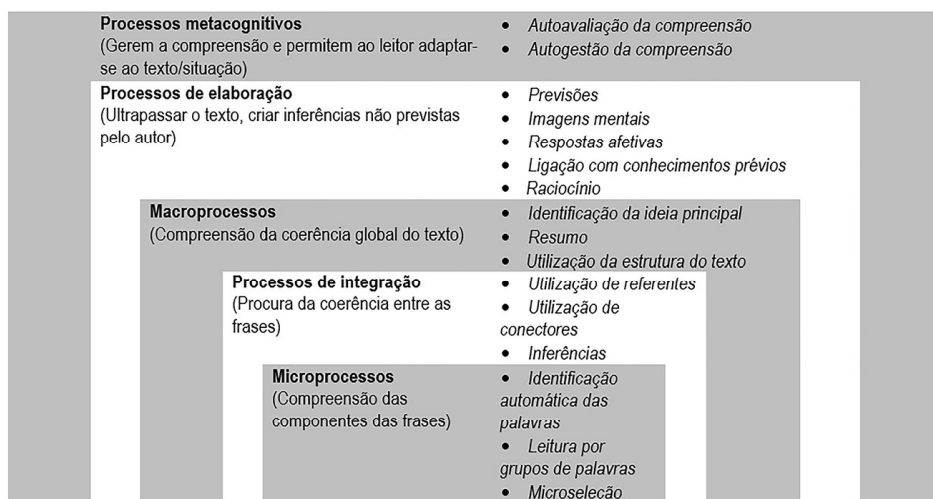 Processos metacognitivos
(Gerem a compreensão e permitem ao leitor adaptar-
se ao texto/situação)
• Autoavaliação da compreensão
• Autogestão da compreensão
Processos de elaboração
(Ultrapassar o texto, criar inferências não previstas
pelo autor)
• Previsões
• Imagens mentais
• Respostas afetivas
• Ligação com conhecimentos prévios
• Raciocínio
Macroprocessos
(Compreensão da coerência global do texto)
• Identificação da ideia principal
• Resumo
• Utilização da estrutura do texto
Processos de integração
(Procura da coerência entre as
frases)
• Utilização de referentes
• Utilização de
conectores
• Inferências
Microprocessos
(Compreensão das
componentes das frases)
• Identificação
automática das
palavras
• Leitura por
grupos de palavras
• Microseleção